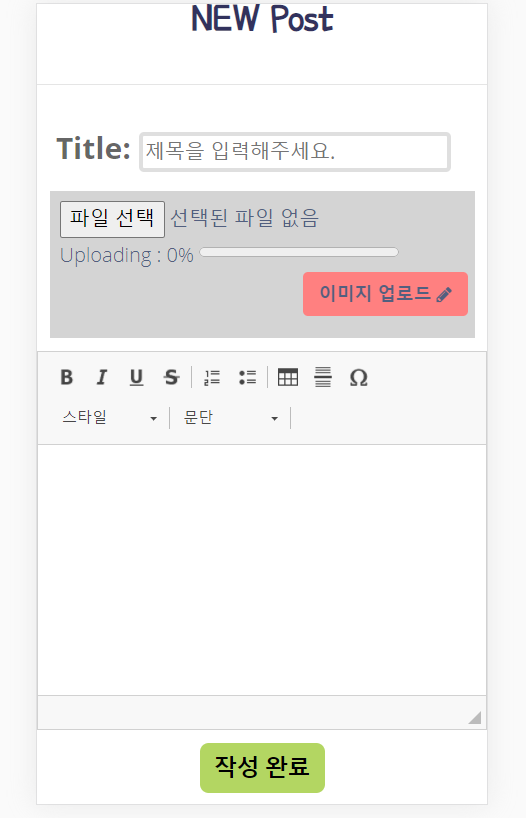 NEW Post
Title: 제목을 입력해주세요.
파일 선택 선택된 파일 없음
Uploading : 0%
이미지 업로드
B I U S Ω
스타일 문단
작성 완료